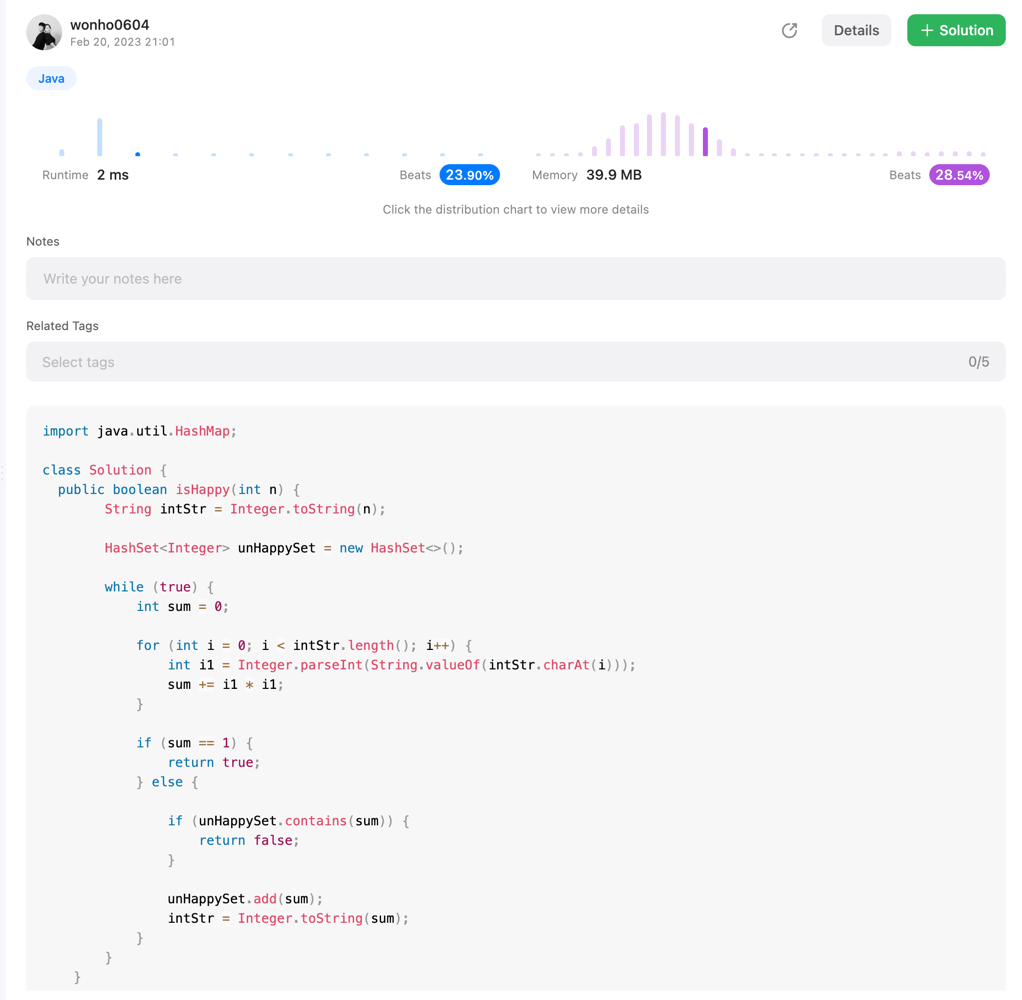 wonho0604
Feb 20, 2023 21:01
Details
+ Solution
Java
Runtime 2 ms
Beats 23.90%
Memory 39.9 MB
Beats 28.54%
Click the distribution chart to view more details
Notes
Write your notes here
Related Tags
Select tags
0/5
import java.util.HashMap;
class Solution {
  public boolean isHappy(int n) {
        String intStr = Integer.toString(n);
        HashSet<Integer> unHappySet = new HashSet<>();
        while (true) {
            int sum = 0;
            for (int i = 0; i < intStr.length(); i++) {
                int i1 = Integer.parseInt(String.valueOf(intStr.charAt(i)));
                sum += i1 * i1;
            }
            if (sum == 1) {
                return true;
            } else {
                if (unHappySet.contains(sum)) {
                    return false;
                }
                unHappySet.add(sum);
                intStr = Integer.toString(sum);
            }
        }
    }